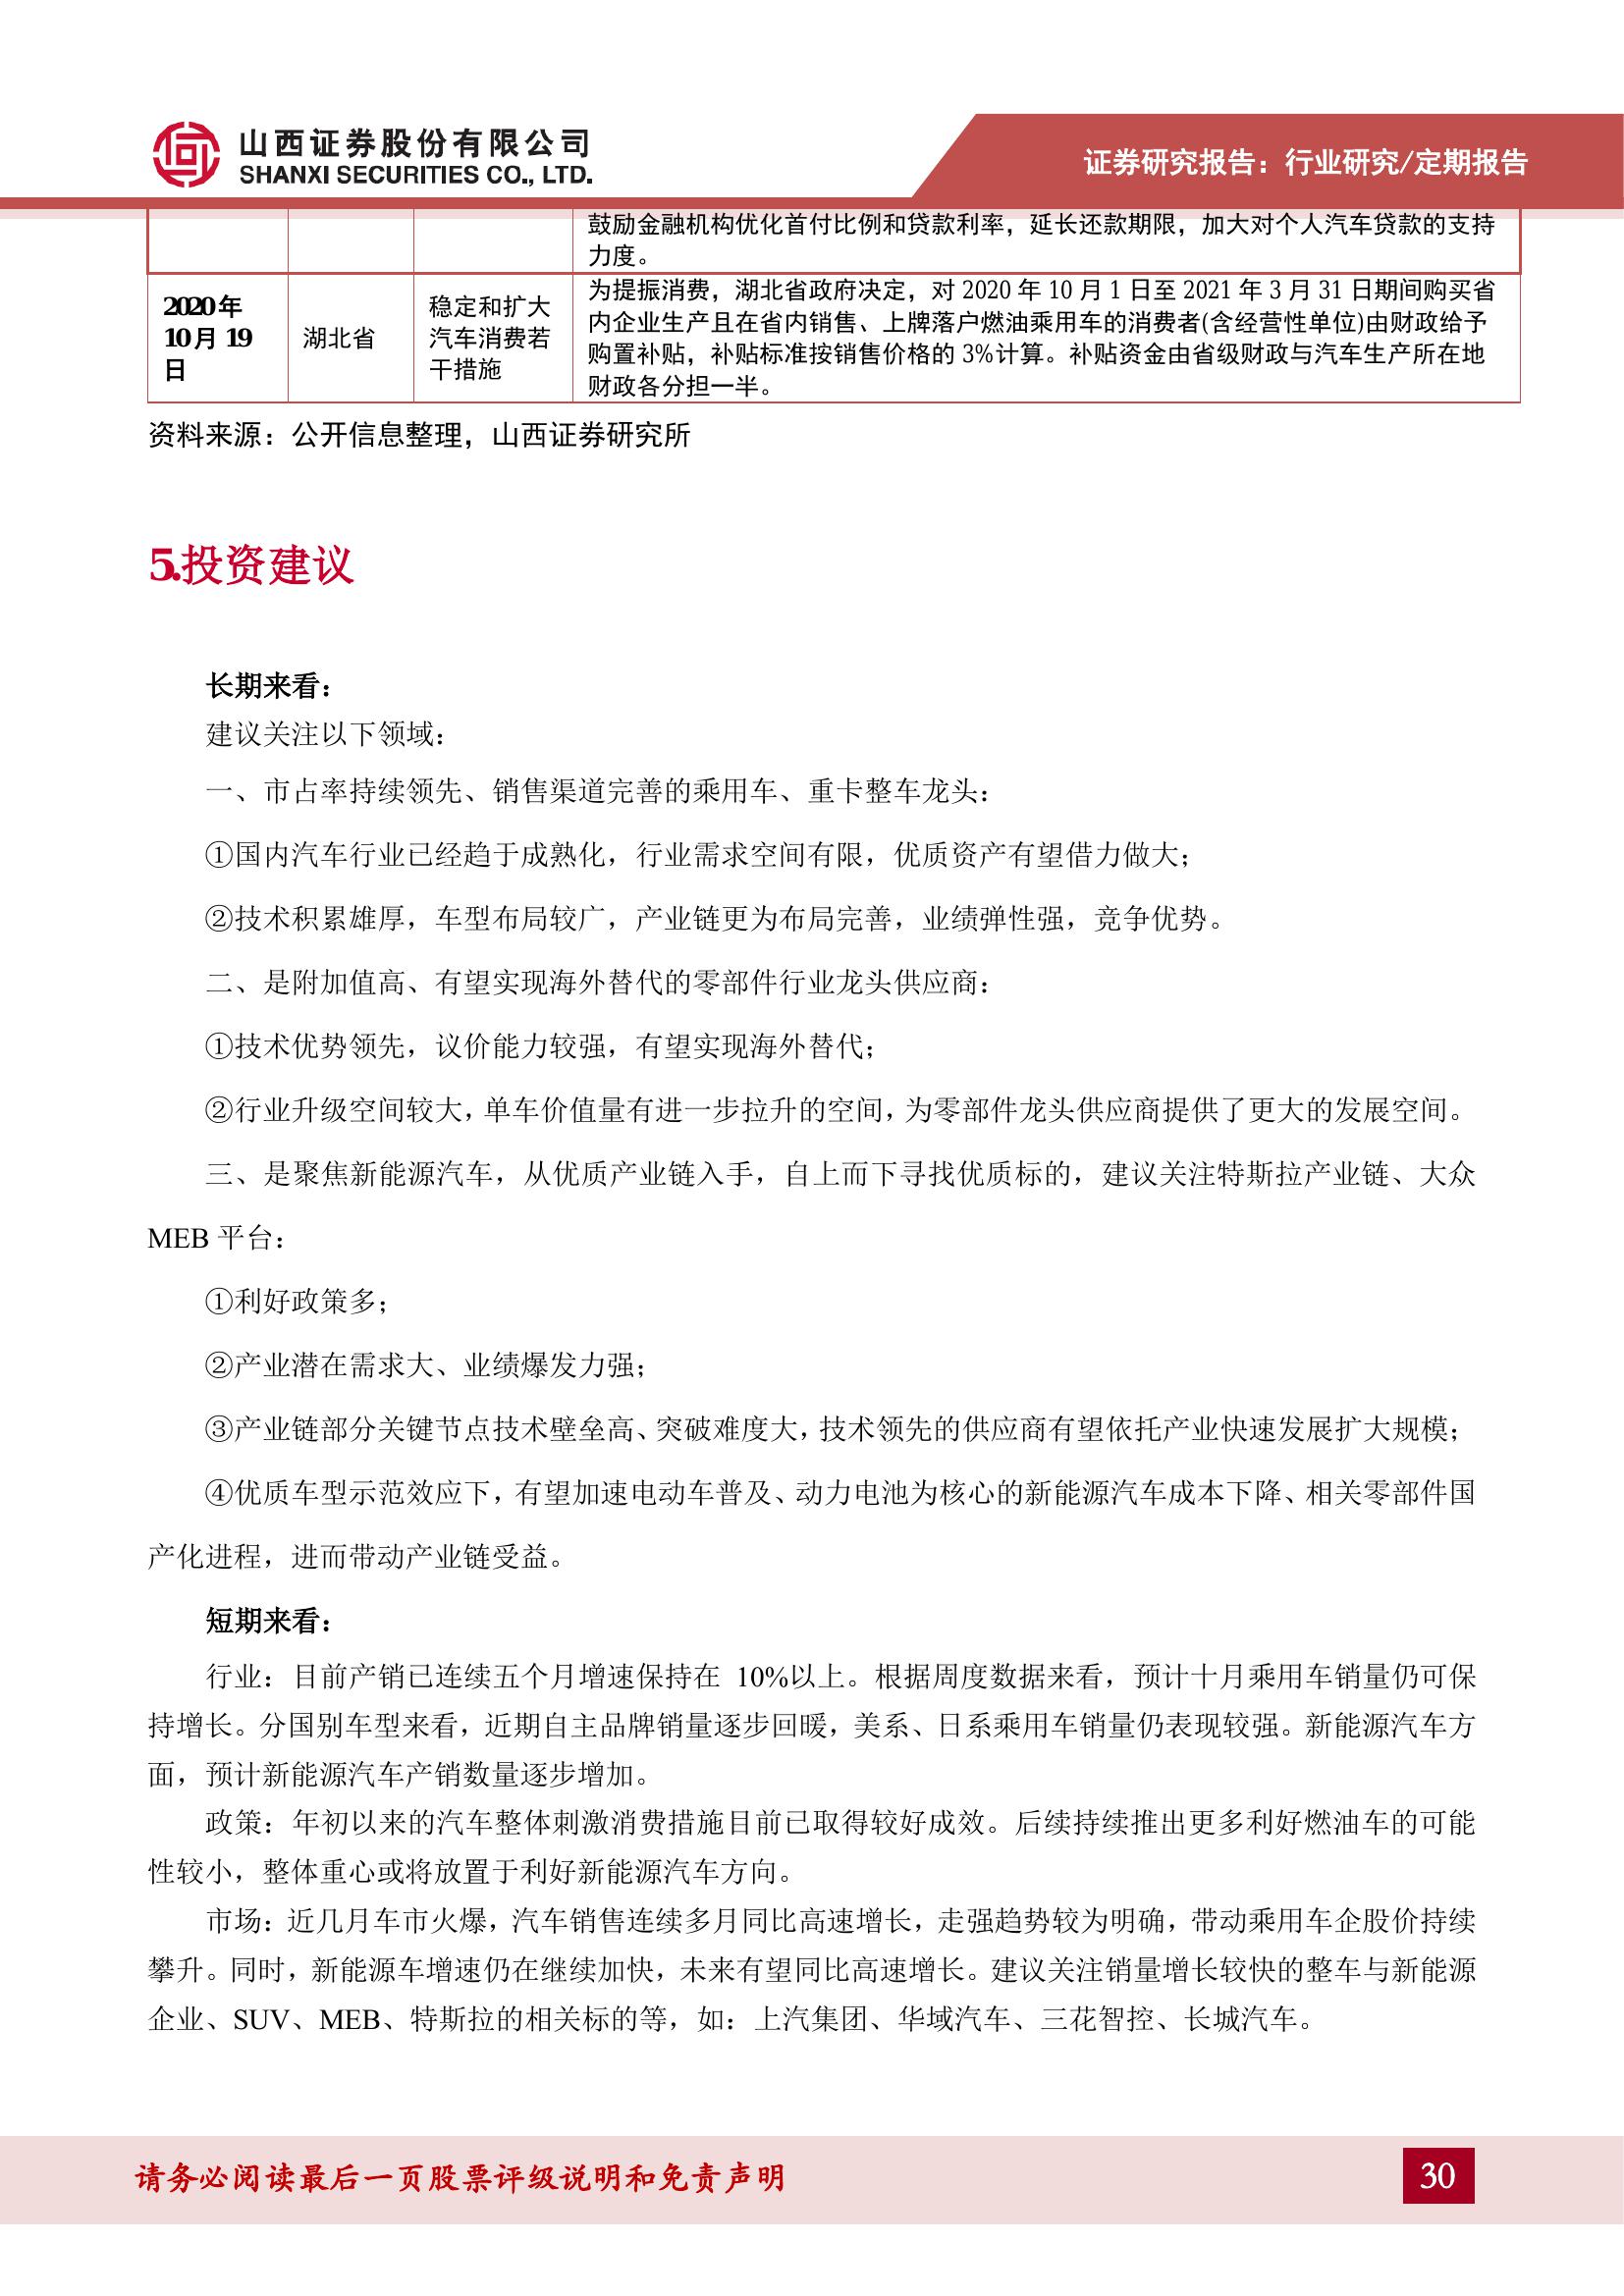 山西证券股份有限公司
SHANXI SECURITIES CO., LTD.
证券研究报告：行业研究/定期报告
鼓励金融机构优化首付比例和贷款利率，延长还款期限，加大对个人汽车贷款的支持
力度。
2020 年
10 月 19
日
湖北省
稳定和扩大
汽车消费若
干措施
为提振消费，湖北省政府决定，对 2020 年 10 月 1 日至 2021 年 3 月 31 日期间购买省
内企业生产且在省内销售、上牌落户燃油乘用车的消费者(含经营性单位)由财政给予
购置补贴，补贴标准按销售价格的 3%计算。补贴资金由省级财政与汽车生产所在地
财政各分担一半。
资料来源：公开信息整理，山西证券研究所
5.投资建议
长期来看：
建议关注以下领域：
一、市占率持续领先、销售渠道完善的乘用车、重卡整车龙头：
①国内汽车行业已经趋于成熟化，行业需求空间有限，优质资产有望借力做大；
②技术积累雄厚，车型布局较广，产业链更为布局完善，业绩弹性强，竞争优势。
二、是附加值高、有望实现海外替代的零部件行业龙头供应商：
①技术优势领先，议价能力较强，有望实现海外替代；
②行业升级空间较大，单车价值量有进一步拉升的空间，为零部件龙头供应商提供了更大的发展空间。
三、是聚焦新能源汽车，从优质产业链入手，自上而下寻找优质标的，建议关注特斯拉产业链、大众
MEB 平台：
①利好政策多；
②产业潜在需求大、业绩爆发力强；
③产业链部分关键节点技术壁垒高、突破难度大，技术领先的供应商有望依托产业快速发展扩大规模；
④优质车型示范效应下，有望加速电动车普及、动力电池为核心的新能源汽车成本下降、相关零部件国
产化进程，进而带动产业链受益。
短期来看：
行业：目前产销已连续五个月增速保持在 10%以上。根据周度数据来看，预计十月乘用车销量仍可保
持增长。分国别车型来看，近期自主品牌销量逐步回暖，美系、日系乘用车销量仍表现较强。新能源汽车方
面，预计新能源汽车产销数量逐步增加。
政策：年初以来的汽车整体刺激消费措施目前已取得较好成效。后续持续推出更多利好燃油车的可能
性较小，整体重心或将放置于利好新能源汽车方向。
市场：近几月车市火爆，汽车销售连续多月同比高速增长，走强趋势较为明确，带动乘用车企股价持续
攀升。同时，新能源车增速仍在继续加快，未来有望同比高速增长。建议关注销量增长较快的整车与新能源
企业、SUV、MEB、特斯拉的相关标的等，如：上汽集团、华域汽车、三花智控、长城汽车。
请务必阅读最后一页股票评级说明和免责声明
30